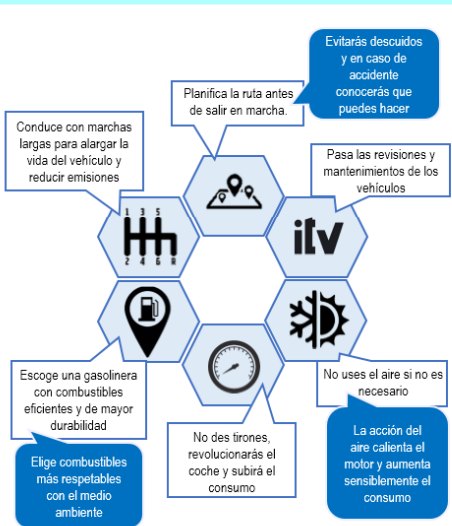 Evitarás descuidos
y en caso de
accidente
conocerás que
puedes hacer
Planifica la ruta antes
de salir en marcha.
Conduce con marchas
largas para alargar la
vida del vehículo y
reducir emisiones
Pasa las revisiones y
mantenimientos de los
vehículos
1 3 5
2 4 6 R
itv
Escoge una gasolinera
con combustibles
eficientes y de mayor
durabilidad
No uses el aire si no es
necesario
No des tirones,
revolucionarás el
coche y subirá el
consumo
Elige combustibles
más respetables
con el medio
ambiente
La acción del
aire calienta el
motor y aumenta
sensiblemente el
consumo